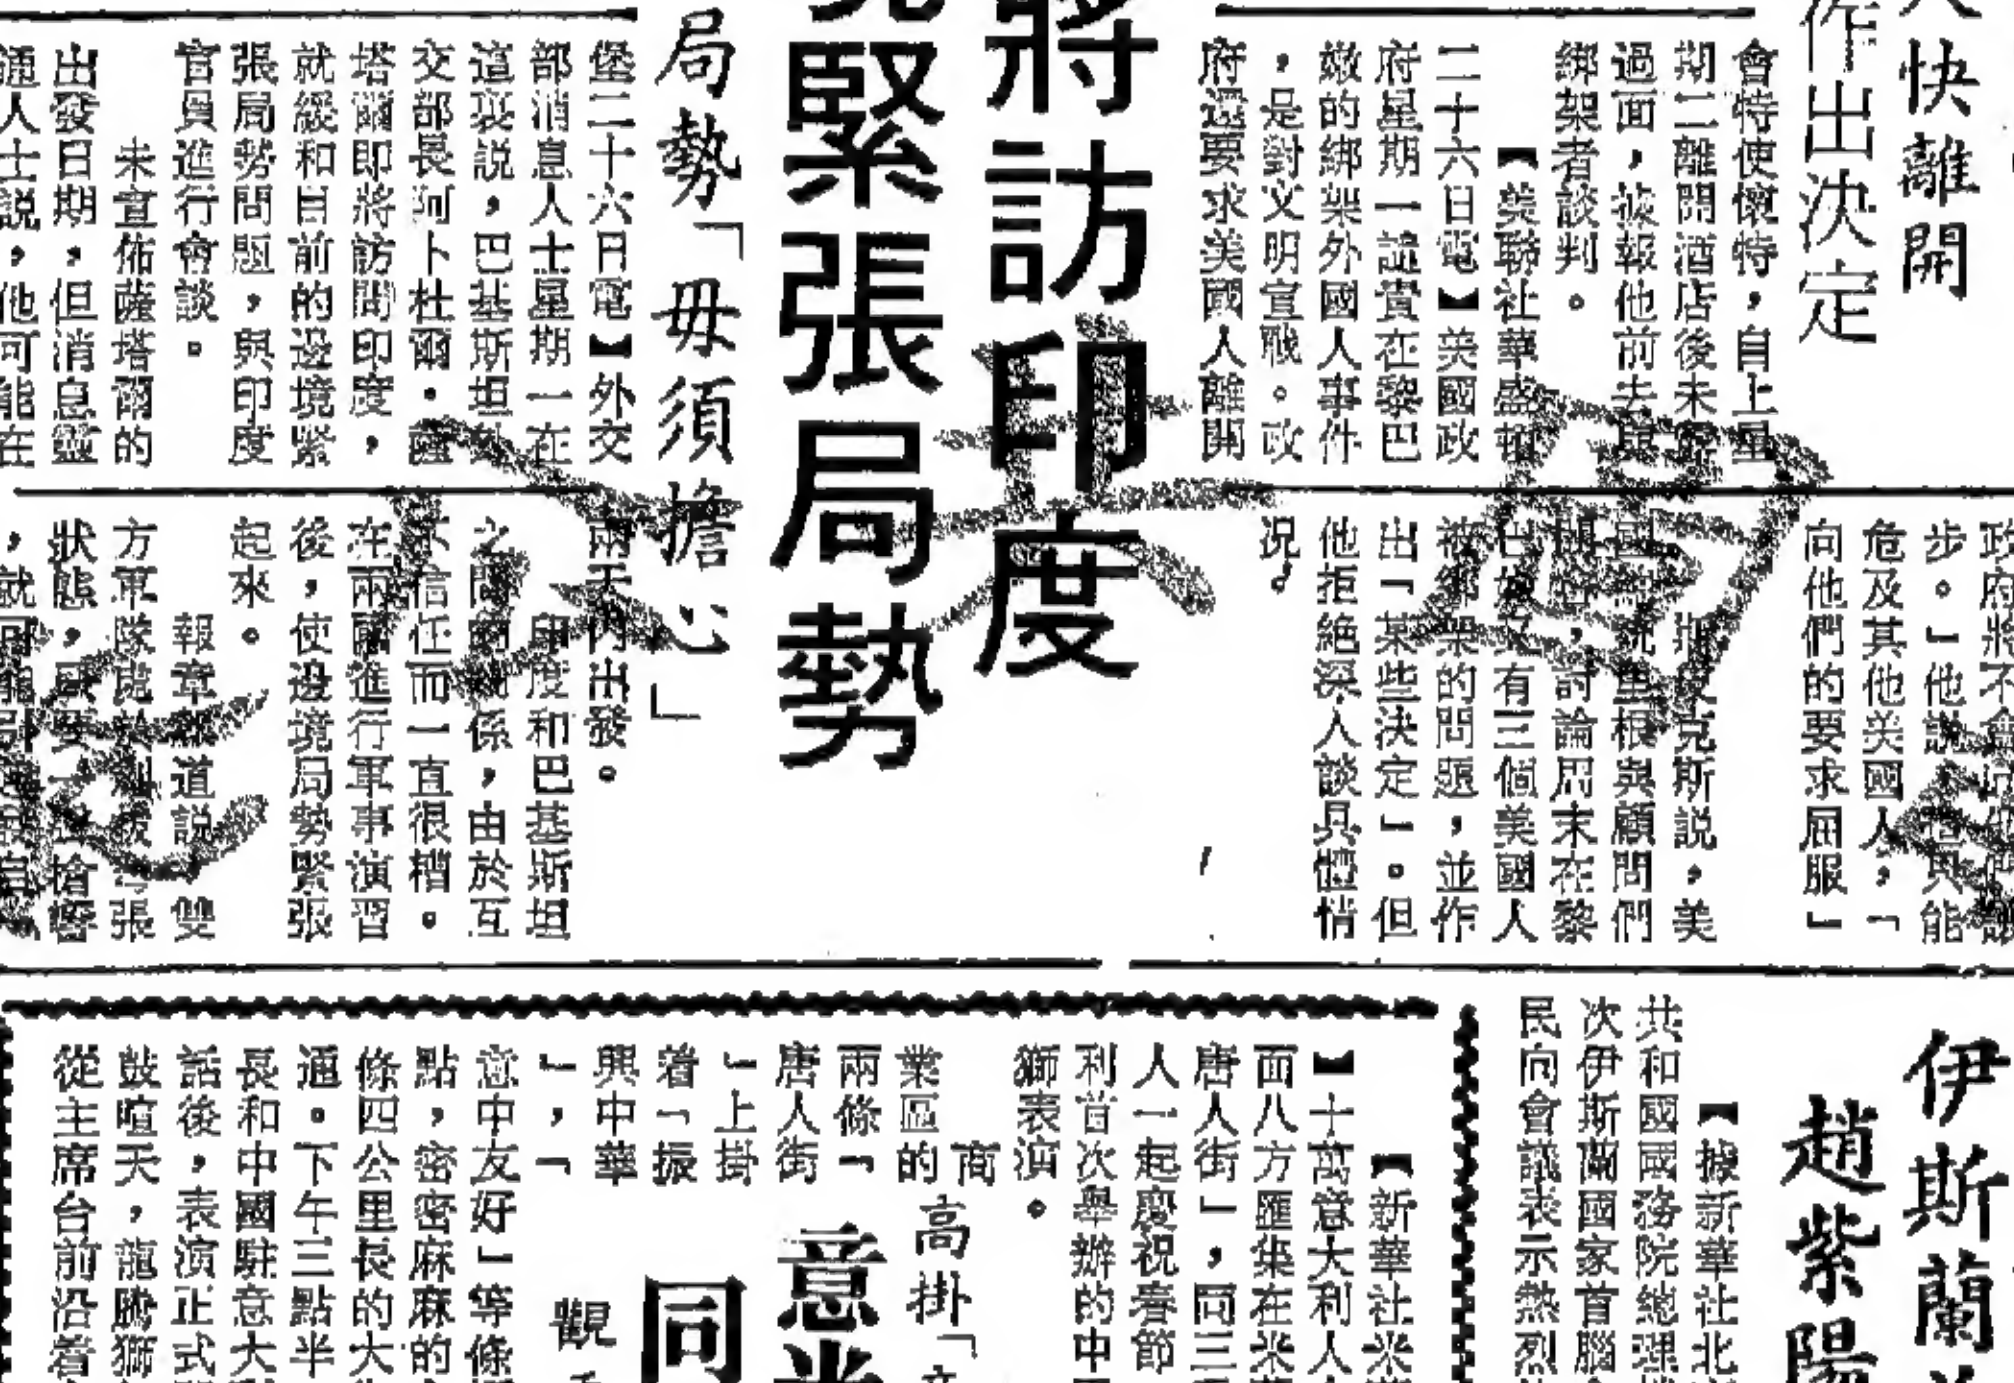 快離開
作出決定
會特使懷特，自上星
期二離開酒店後未露
過面，據報他前去與
綁架者談判。
【美聯社華盛頓
二十六日電】美國政
府星期一譴責在黎巴
嫩的綁架外國人事件
，是對文明宣戰。政
府還要求美國人離開
步。」他説
危及其他美國人，「
向他們的要求屈服」
克斯説，美
國總統里根與顧問們
討論周末在黎
有三個美國人
被綁架的問題，並作
出「某些決定」。但
他拒絕深入談具體情
況。
將訪印度
緊張局勢
局勢「毋須擔心」
堡二十六日電】外交
部消息人士星期一在
這裏説，巴基斯坦外
交部長阿卜杜爾·薩
塔爾即將訪問印度，
就緩和目前的邊境緊
張局勢問題，與印度
官員進行會談。
未宣佈薩塔爾的
出發日期，但消息靈
通人士説，他可能在
兩天內出發。
印度和巴基斯坦
之間的關係，由於互
不信任而一直很糟。
在兩國進行軍事演習
後，使邊境局勢緊張
起來。
報章報道説，雙
方軍隊處於
狀態，
伊斯蘭
趙紫陽
【據新華社北
共和國國務院總理
次伊斯蘭國家首腦
民向會議表示熱烈
【新華社米
】十萬意大利人
面八方匯集在米
唐人街」，同三
人一起慶祝春節
利首次舉辦的中
獅表演。
商
業區的
兩條「
唐人街
」上掛
着「振
興中華
」，「
意中友好」等條
點，密密麻麻的
條四公里長的大
通。下午三點半
長和中國駐意大
話後，表演正式
鼓喧天，龍騰獅
從主席台前沿着
高掛「
意
同
觀